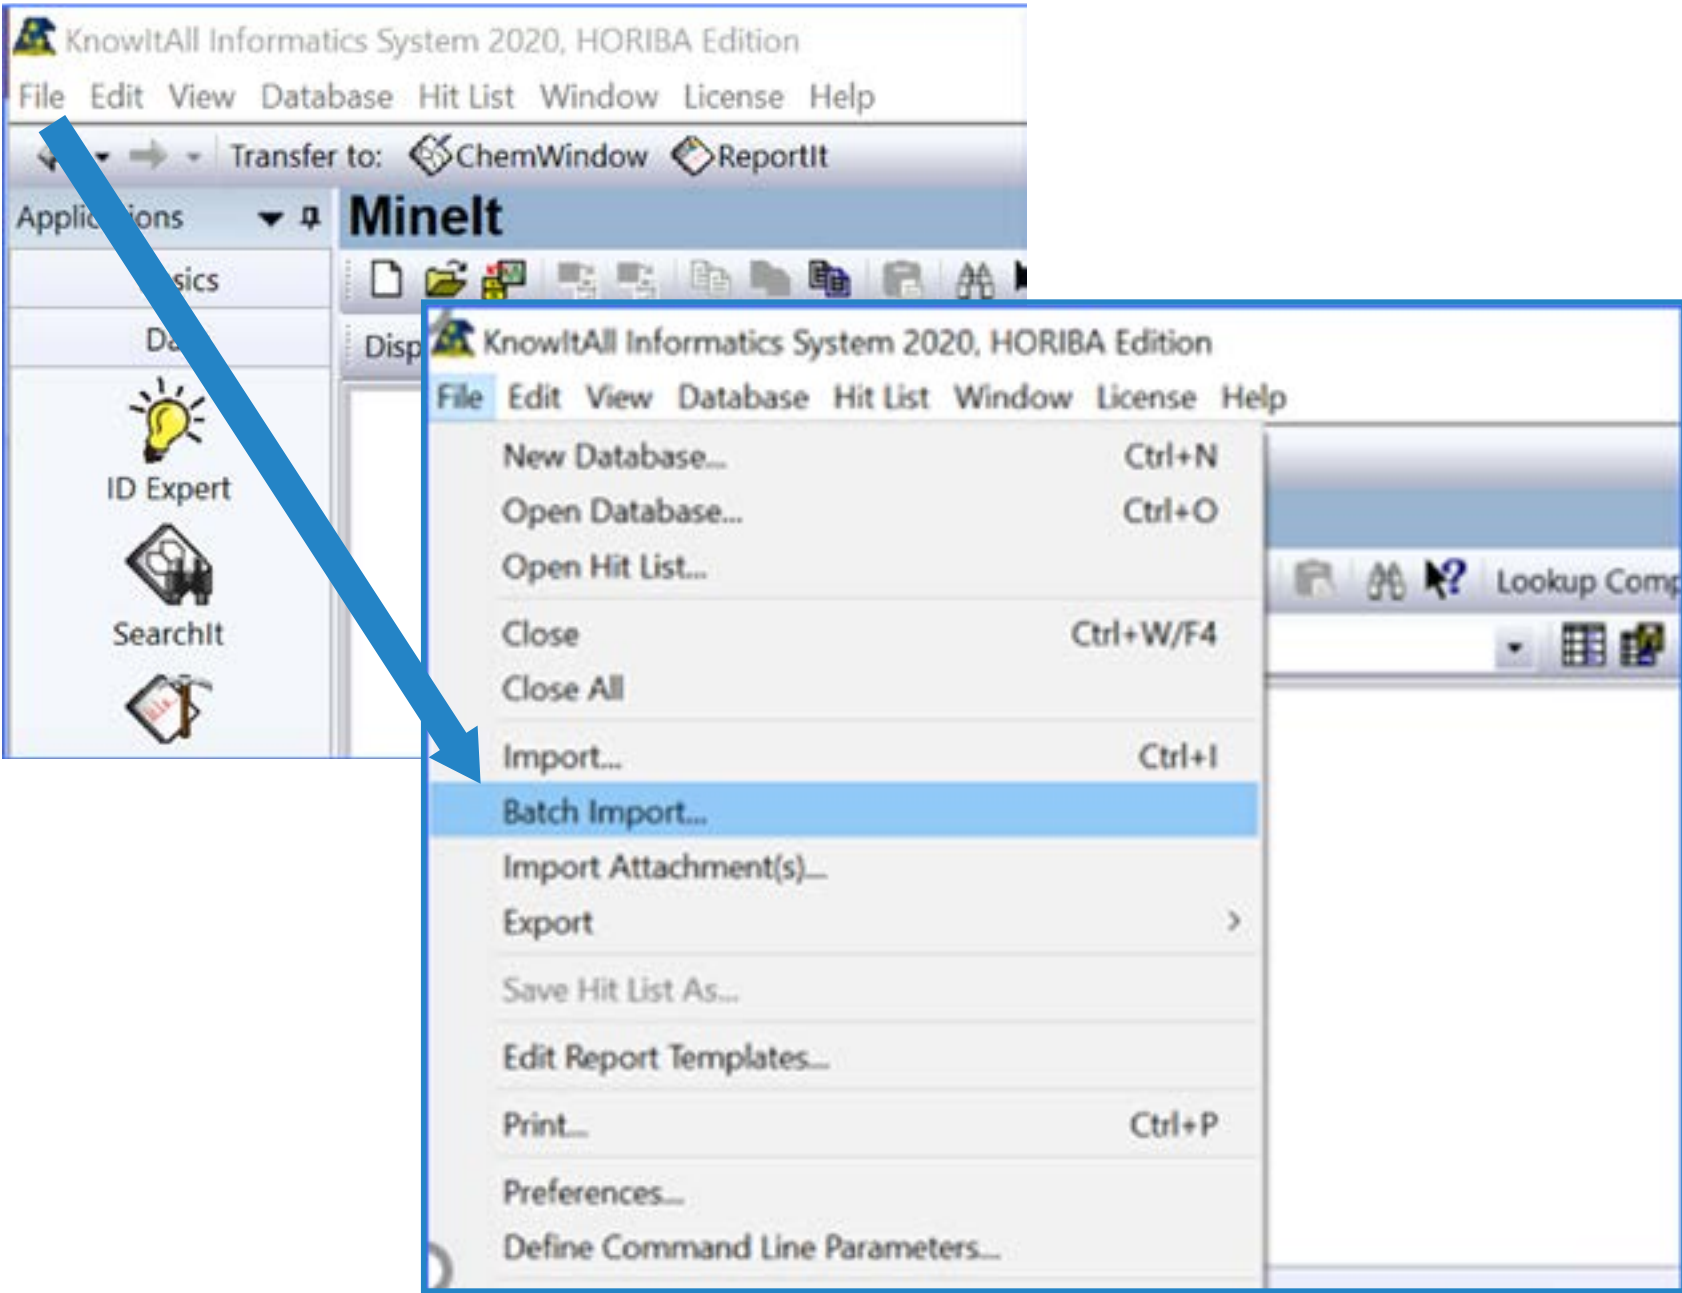 KnowItAll Informatics System 2020, HORIBA Edition
File Edit View Database Hit List Window License Help
Transfer to: ChemWindow ReportIt
Applications
MineIt
sics
Da
Disp
ID Expert
SearchIt
KnowItAll Informatics System 2020, HORIBA Edition
File Edit View Database Hit List Window License Help
New Database... Ctrl+N
Open Database... Ctrl+O
Open Hit List...
Lookup Comp
Close Ctrl+W/F4
Close All
Import... Ctrl+I
Batch Import...
Import Attachment(s)...
Export >
Save Hit List As...
Edit Report Templates...
Print... Ctrl+P
Preferences...
Define Command Line Parameters...